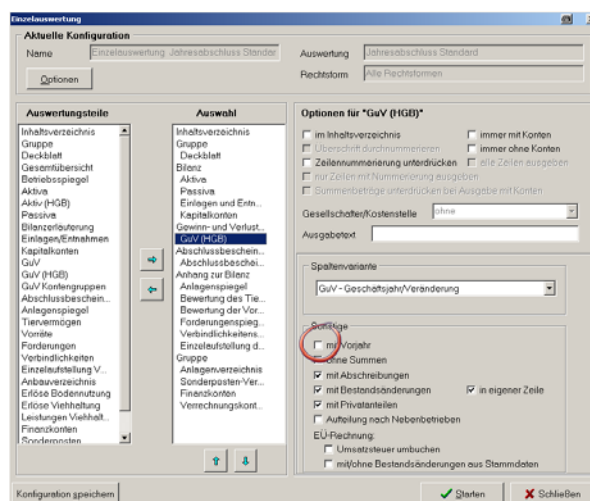 Einzelauswertung
Aktuelle Konfiguration
Name
Einzelauswertung: Jahresabschluss Standar
Auswertung
Jahresabschluss Standard
Optionen
Rechtsform
Alle Rechtsformen
Auswertungsteile
Inhaltsverzeichnis
Gruppe
Deckblatt
Gesamtübersicht
Betriebsspiegel
Aktiva
Aktiv (HGB)
Passiva
Bilanzerläuterung
Einlagen/Entnahmen
Kapitalkonten
GuV
GuV (HGB)
GuV Kontengruppen
Abschlussbeschein...
Anlagenspiegel
Tiervermögen
Vorräte
Forderungen
Verbindlichkeiten
Einzelaufstellung V...
Anbauverzeichnis
Erlöse Bodennutzung
Erlöse Viehhaltung
Leistungen Viehhalt...
Finanzkonten
Sonderposten
Auswahl
Inhaltsverzeichnis
Gruppe
Deckblatt
Bilanz
Aktiva
Passiva
Einlagen und Entn...
Kapitalkonten
Gewinn- und Verlust...
GuV (HGB)
Abschlussbeschein...
Abschlussbeschei...
Anhang zur Bilanz
Anlagenspiegel
Bewertung des Tie...
Bewertung der Vor...
Forderungenspieg...
Verbindlichkeitens...
Einzelaufstellung d...
Gruppe
Anlagenverzeichnis
Sonderposten-Ver...
Finanzkonten
Verrechnungskont...
Optionen für "GuV (HGB)"
im Inhaltsverzeichnis
immer mit Konten
Überschrift durchnummerieren
immer ohne Konten
Zeilennummerierung unterdrücken
alle Zeilen ausgeben
nur Zeilen mit Nummerierung ausgeben
Summenbeträge unterdrücken bei Ausgabe mit Konten
Gesellschafter/Kostenstelle
ohne
Ausgabetext
Spaltenvariante
GuV - Geschäftsjahr/Veränderung
Sonstige
mit Vorjahr
ohne Summen
mit Abschreibungen
mit Bestandsänderungen
in eigener Zeile
mit Privatanteilen
Aufteilung nach Nebenbetrieben
EÜ-Rechnung:
Umsatzsteuer umbuchen
mit/ohne Bestandsänderungen aus Stammdaten
Konfiguration speichern
Starten
Schließen